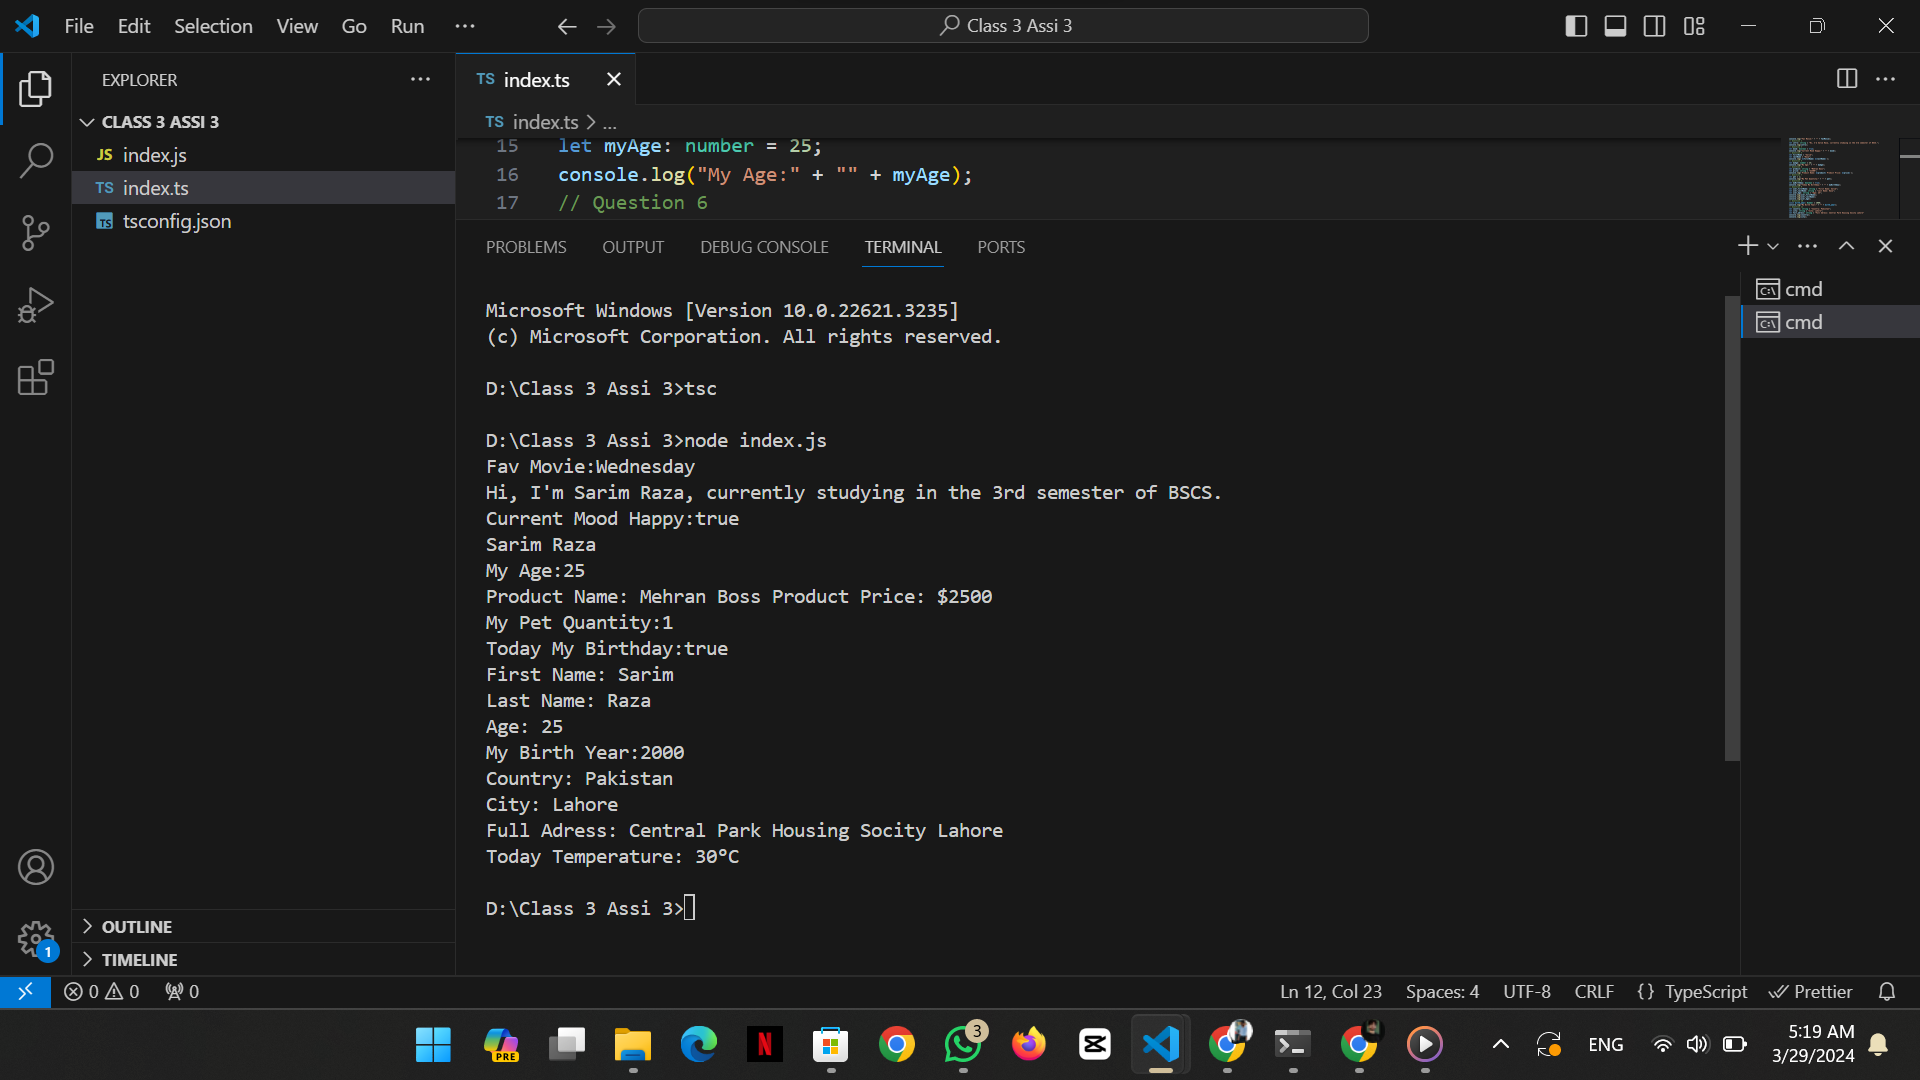 File Edit Selection View Go Run
Class 3 Assi 3
EXPLORER
CLASS 3 ASSI 3
JS index.js
TS index.ts
TS tsconfig.json
OUTLINE
TIMELINE
TS index.ts
TS index.ts > ...
15 let myAge: number = 25;
16 console.log("My Age:" + "" + myAge);
17 // Question 6
PROBLEMS OUTPUT DEBUG CONSOLE TERMINAL PORTS
cmd
cmd
Microsoft Windows [Version 10.0.22621.3235]
(c) Microsoft Corporation. All rights reserved.
D:\Class 3 Assi 3>tsc
D:\Class 3 Assi 3>node index.js
Fav Movie:Wednesday
Hi, I'm Sarim Raza, currently studying in the 3rd semester of BSCS.
Current Mood Happy:true
Sarim Raza
My Age:25
Product Name: Mehran Boss Product Price: $2500
My Pet Quantity:1
Today My Birthday:true
First Name: Sarim
Last Name: Raza
Age: 25
My Birth Year:2000
Country: Pakistan
City: Lahore
Full Adress: Central Park Housing Socity Lahore
Today Temperature: 30°C
D:\Class 3 Assi 3>
1
0 0 0
Ln 12, Col 23 Spaces: 4 UTF-8 CRLF {} TypeScript Prettier
PRE
N
3
ENG
5:19 AM
3/29/2024